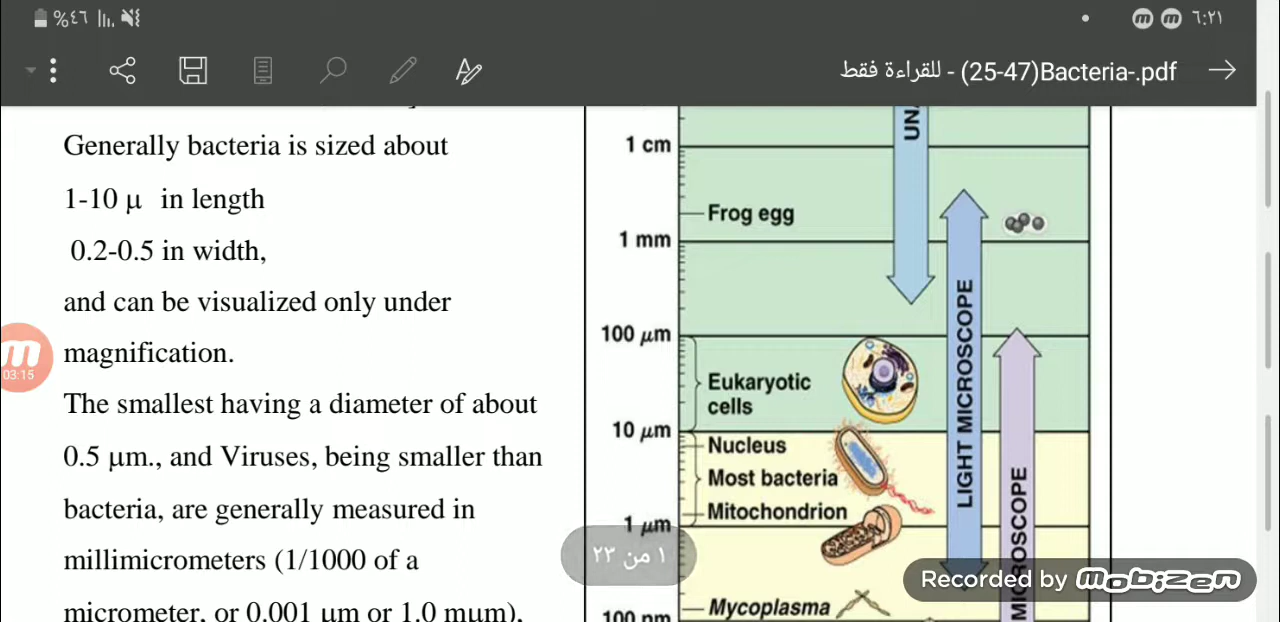 %٤٦
٦:٢١
(25-47)Bacteria-.pdf - للقراءة فقط
Generally bacteria is sized about
1-10 μ in length
0.2-0.5 in width,
and can be visualized only under
magnification.
The smallest having a diameter of about
0.5 μm., and Viruses, being smaller than
bacteria, are generally measured in
millimicrometers (1/1000 of a
micrometer, or 0.001 μm or 1.0 mμm),
03:15
1 cm
Frog egg
1 mm
100 μm
Eukaryotic
cells
10 μm
Nucleus
Most bacteria
Mitochondrion
1 μm
Mycoplasma
100 nm
LIGHT MICROSCOPE
١ من ٢٣
Recorded by mobizen